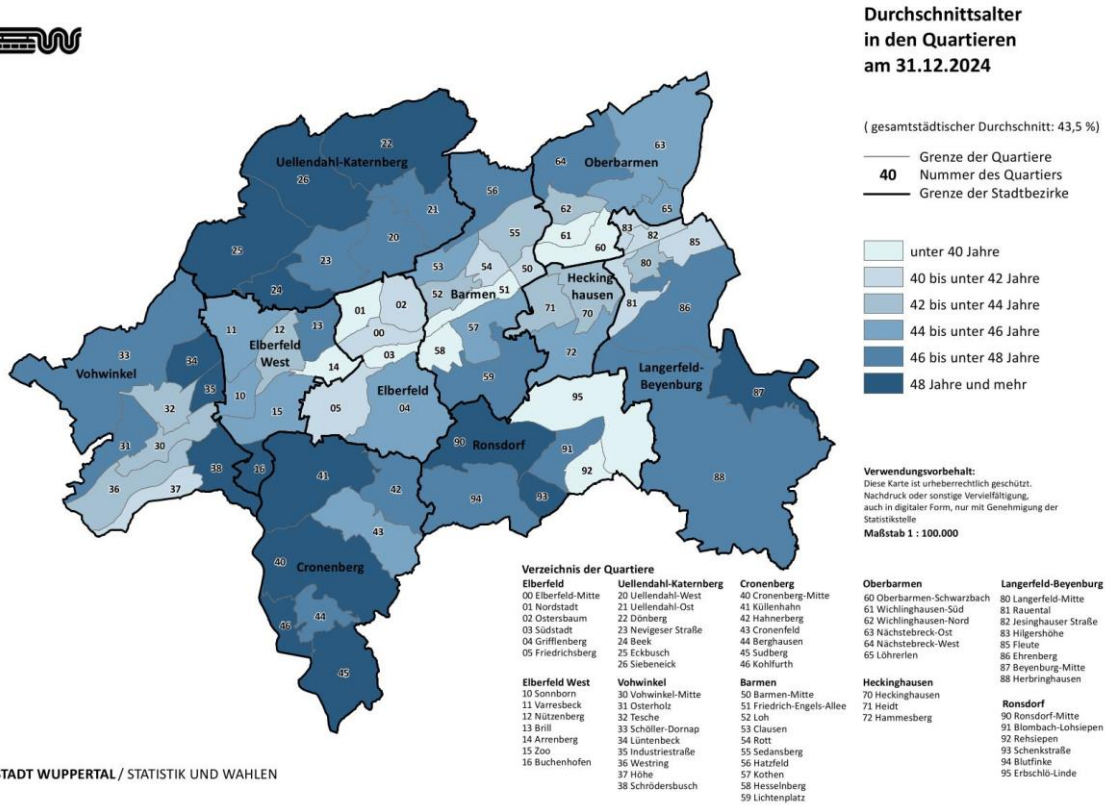 Durchschnittsalter
in den Quartieren
am 31.12.2024
( gesamtstädtischer Durchschnitt: 43,5 %)
Grenze der Quartiere
40 Nummer des Quartiers
Grenze der Stadtbezirke
unter 40 Jahre
40 bis unter 42 Jahre
42 bis unter 44 Jahre
44 bis unter 46 Jahre
46 bis unter 48 Jahre
48 Jahre und mehr
22
Uellendahl-Katernberg
26
21
20
25
23
24
56
64
63
Oberbarmen
62
65
61
60
55
53
54
50
52
51
Barmen
57
58
59
83
82
85
80
81
86
Hecking
hausen
71
70
72
Langerfeld-
Beyenburg
87
88
01
02
00
03
Elberfeld
05
04
11
12
13
Elberfeld
West
14
10
15
16
33
34
Vohwinkel
35
32
31
30
36
37
38
95
90
Ronsdorf
91
92
94
93
41
42
43
40
Cronenberg
44
46
45
Verwendungsvorbehalt:
Diese Karte ist urheberrechtlich geschützt.
Nachdruck oder sonstige Vervielfältigung,
auch in digitaler Form, nur mit Genehmigung der
Statistikstelle
Maßstab 1 : 100.000
Verzeichnis der Quartiere
Elberfeld
00 Elberfeld-Mitte
01 Nordstadt
02 Ostersbaum
03 Südstadt
04 Grifflenberg
05 Friedrichsberg
Elberfeld West
10 Sonnborn
11 Varresbeck
12 Nützenberg
13 Brill
14 Arrenberg
15 Zoo
16 Buchenhofen
Uellendahl-Katernberg
20 Uellendahl-West
21 Uellendahl-Ost
22 Dönberg
23 Nevigeser Straße
24 Beek
25 Eckbusch
26 Siebeneick
Vohwinkel
30 Vohwinkel-Mitte
31 Osterholz
32 Tesche
33 Schöller-Dornap
34 Lüntenbeck
35 Industriestraße
36 Westring
37 Höhe
38 Schrödersbusch
Cronenberg
40 Cronenberg-Mitte
41 Küllenhahn
42 Hahnerberg
43 Cronenfeld
44 Berghausen
45 Sudberg
46 Kohlfurth
Barmen
50 Barmen-Mitte
51 Friedrich-Engels-Allee
52 Loh
53 Clausen
54 Rott
55 Sedansberg
56 Hatzfeld
57 Kothen
58 Hesselnberg
59 Lichtenplatz
Oberbarmen
60 Oberbarmen-Schwarzbach
61 Wichlinghausen-Süd
62 Wichlinghausen-Nord
63 Nächstebreck-Ost
64 Nächstebreck-West
65 Löhrerlen
Heckinghausen
70 Heckinghausen
71 Heidt
72 Hammesberg
Langerfeld-Beyenburg
80 Langerfeld-Mitte
81 Rauental
82 Jesinghauser Straße
83 Hilgershöhe
85 Fleute
86 Ehrenberg
87 Beyenburg-Mitte
88 Herbringhausen
Ronsdorf
90 Ronsdorf-Mitte
91 Blombach-Lohsiepen
92 Rehsiepen
93 Schenkstraße
94 Blutfinke
95 Erbschlö-Linde
STADT WUPPERTAL / STATISTIK UND WAHLEN